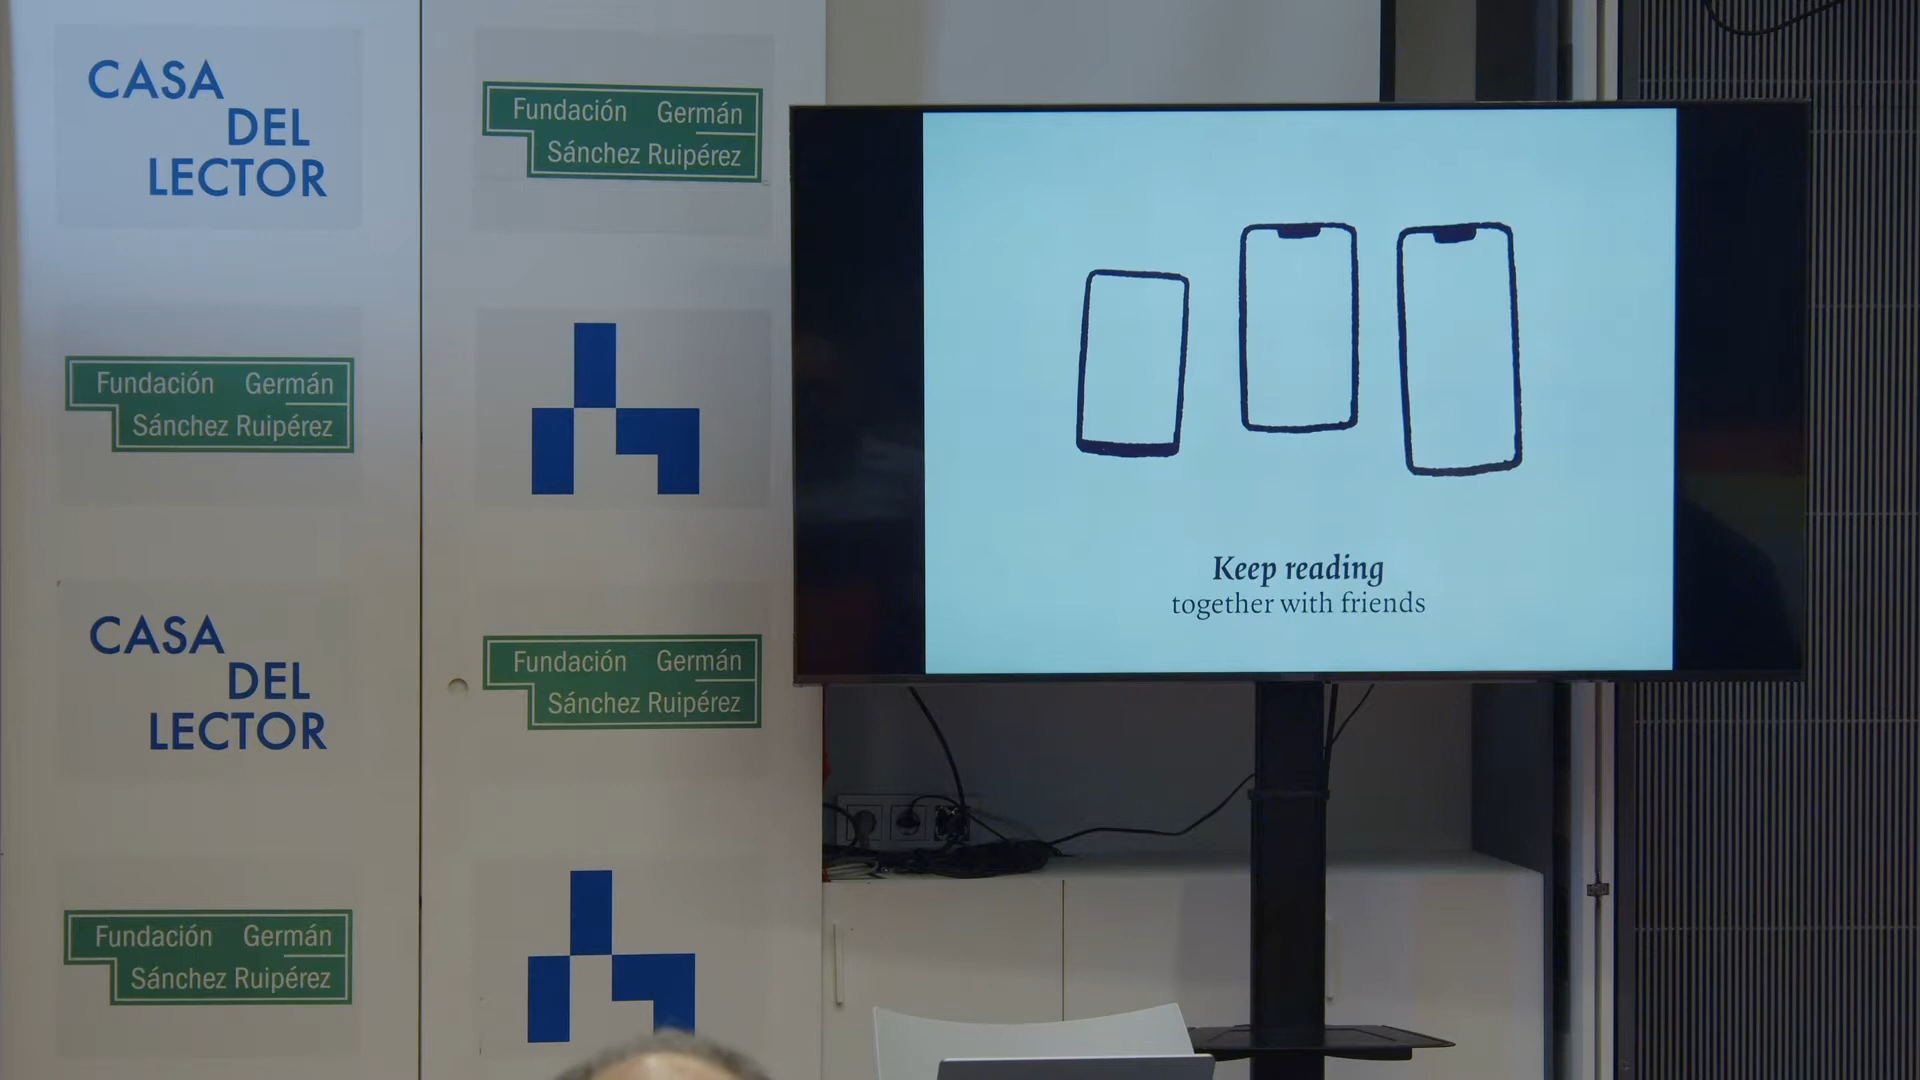 CASA
DEL
LECTOR
Fundación Germán
Sánchez Ruipérez
Fundación Germán
Sánchez Ruipérez
CASA
DEL
LECTOR
Fundación Germán
Sánchez Ruipérez
Fundación Germán
Sánchez Ruipérez
Keep reading
together with friends